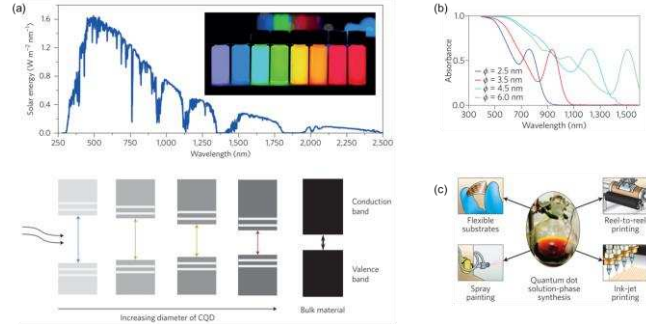 (a)
1.6
1.2
0.8
0.4
0.0
Solar energy (W m⁻² nm⁻¹)
250
500
750
1,000
1,250
1,500
1,750
2,000
2,250
2,500
Wavelength (nm)
Conduction
band
Valence
band
Increasing diameter of CQD
Bulk material
(b)
1.0
0.5
0.0
Absorbance
ϕ = 2.5 nm
ϕ = 3.5 nm
ϕ = 4.5 nm
ϕ = 6.0 nm
500
700
900
1,100
1,300
1,500
Wavelength (nm)
(c)
Flexible
substrates
Reel-to-reel
printing
Spray
painting
Quantum dot
solution-phase
synthesis
Ink-jet
printing